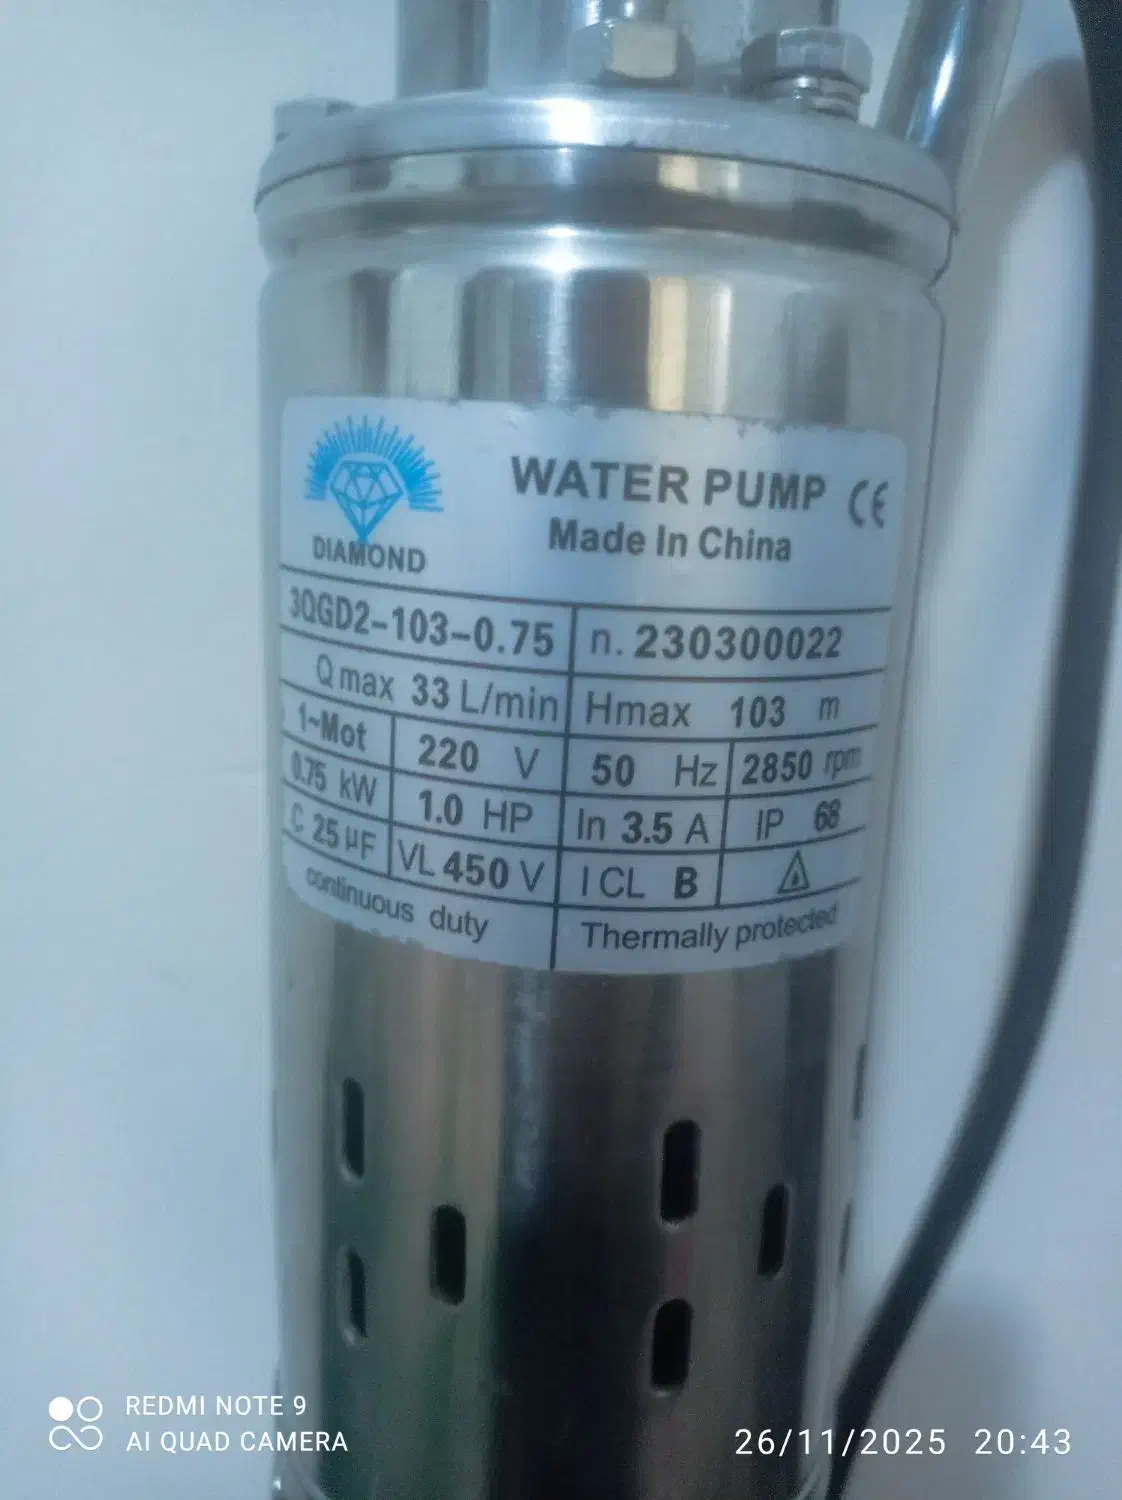 DIAMOND
WATER PUMP CE
Made In China
3QGD2-103-0.75 n. 230300022
Q max 33 L/min Hmax 103 m
1~Mot 220 V 50 Hz 2850 rpm
0.75 kW 1.0 HP In 3.5 A IP 68
C 25 µF VL 450 V I CL B
continuous duty Thermally protected
REDMI NOTE 9
AI QUAD CAMERA
26/11/2025 20:43